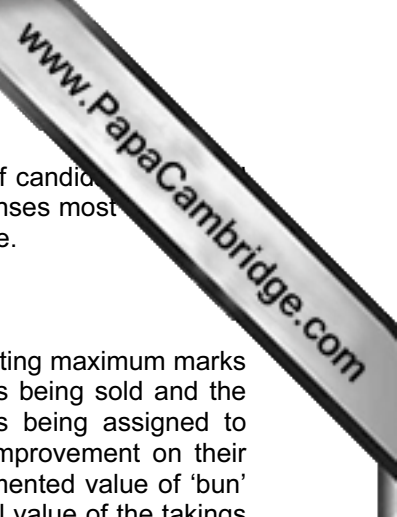 www.PapaCambridge.com
f candid
nses most
e.
ting maximum marks
s being sold and the
s being assigned to
mprovement on their
mented value of 'bun'
l value of the takings